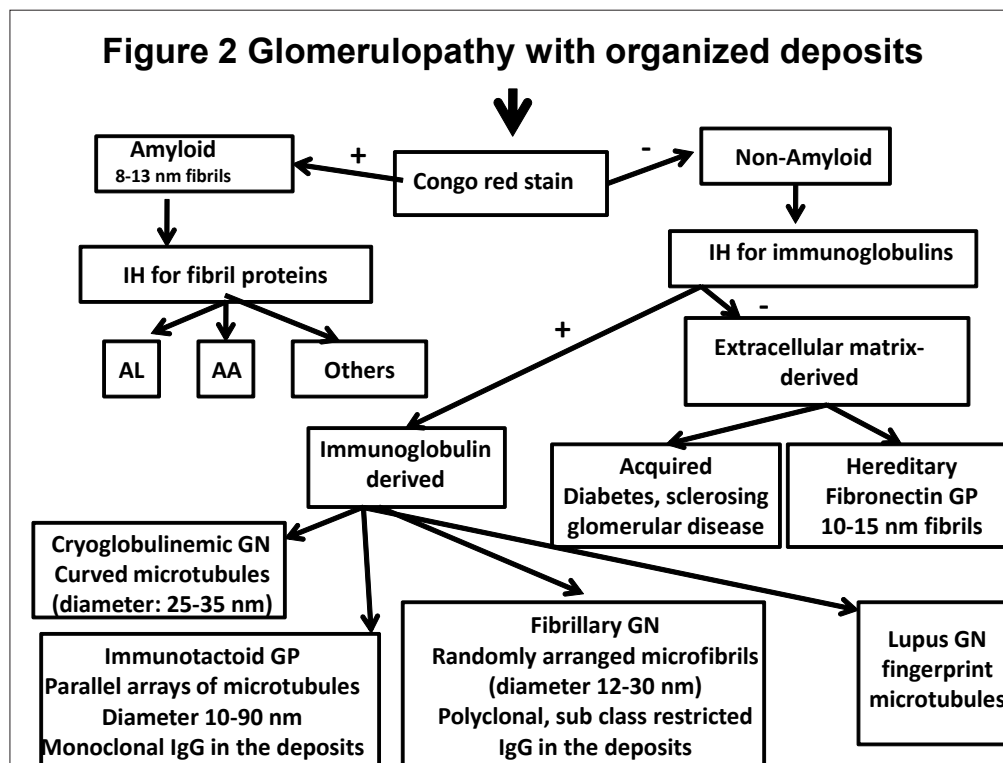 Figure 2 Glomerulopathy with organized deposits
Amyloid
8-13 nm fibrils
+
Congo red stain
-
Non-Amyloid
IH for fibril proteins
IH for immunoglobulins
AL
AA
Others
+
-
Extracellular matrix-
derived
Immunoglobulin
derived
Acquired
Diabetes, sclerosing
glomerular disease
Hereditary
Fibronectin GP
10-15 nm fibrils
Cryoglobulinemic GN
Curved microtubules
(diameter: 25-35 nm)
Immunotactoid GP
Parallel arrays of microtubules
Diameter 10-90 nm
Monoclonal IgG in the deposits
Fibrillary GN
Randomly arranged microfibrils
(diameter 12-30 nm)
Polyclonal, sub class restricted
IgG in the deposits
Lupus GN
fingerprint
microtubules